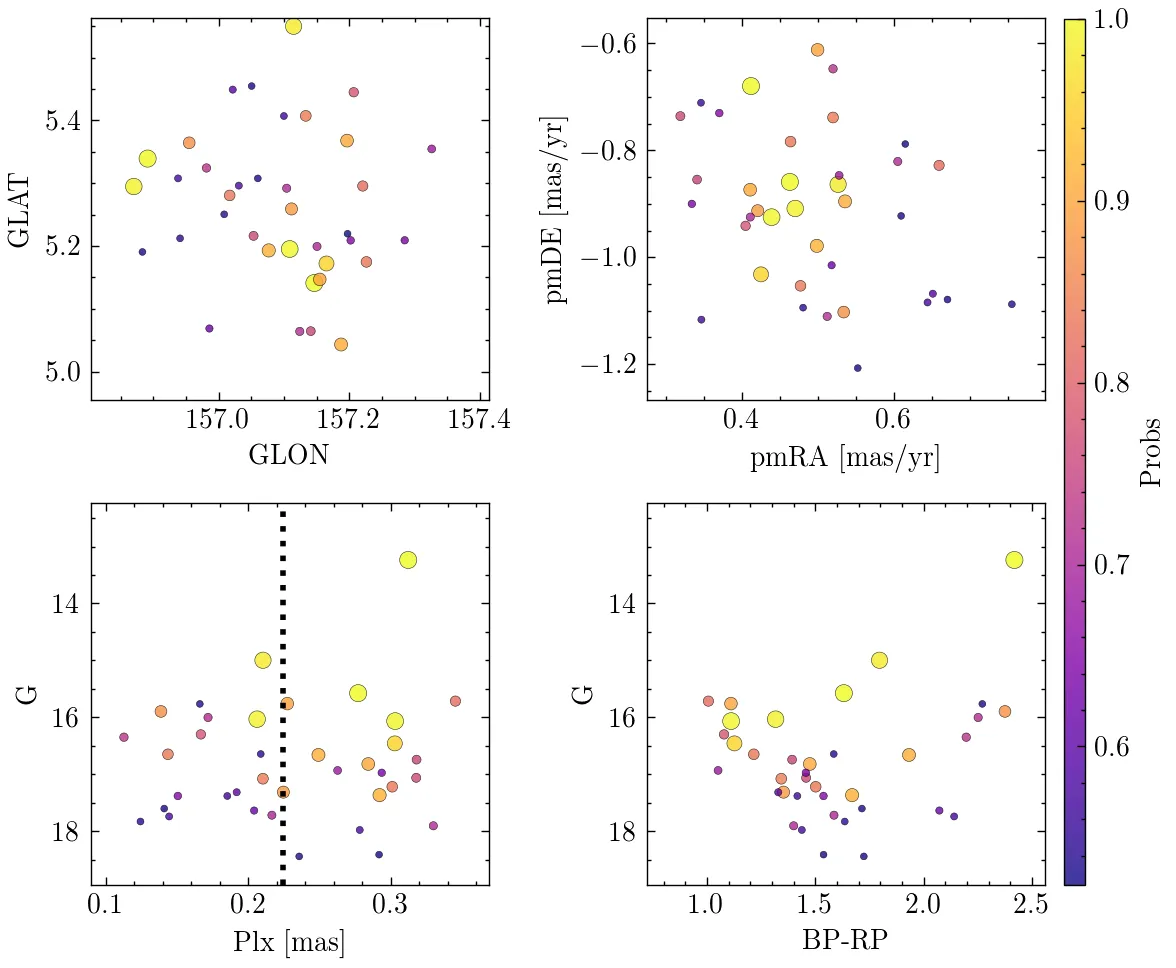 5.4
5.2
5.0
GLAT
157.0 157.2 157.4
GLON
−0.6
−0.8
−1.0
−1.2
pmDE [mas/yr]
0.4 0.6
pmRA [mas/yr]
1.0
0.9
0.8
0.7
0.6
Probs
14
16
18
G
0.1 0.2 0.3
Plx [mas]
14
16
18
G
1.0 1.5 2.0 2.5
BP-RP